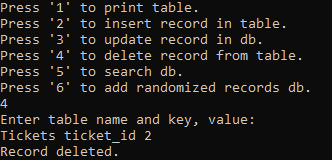 Press '1' to print table.
Press '2' to insert record in table.
Press '3' to update record in db.
Press '4' to delete record from table.
Press '5' to search db.
Press '6' to add randomized records db.
4
Enter table name and key, value:
Tickets ticket_id 2
Record deleted.